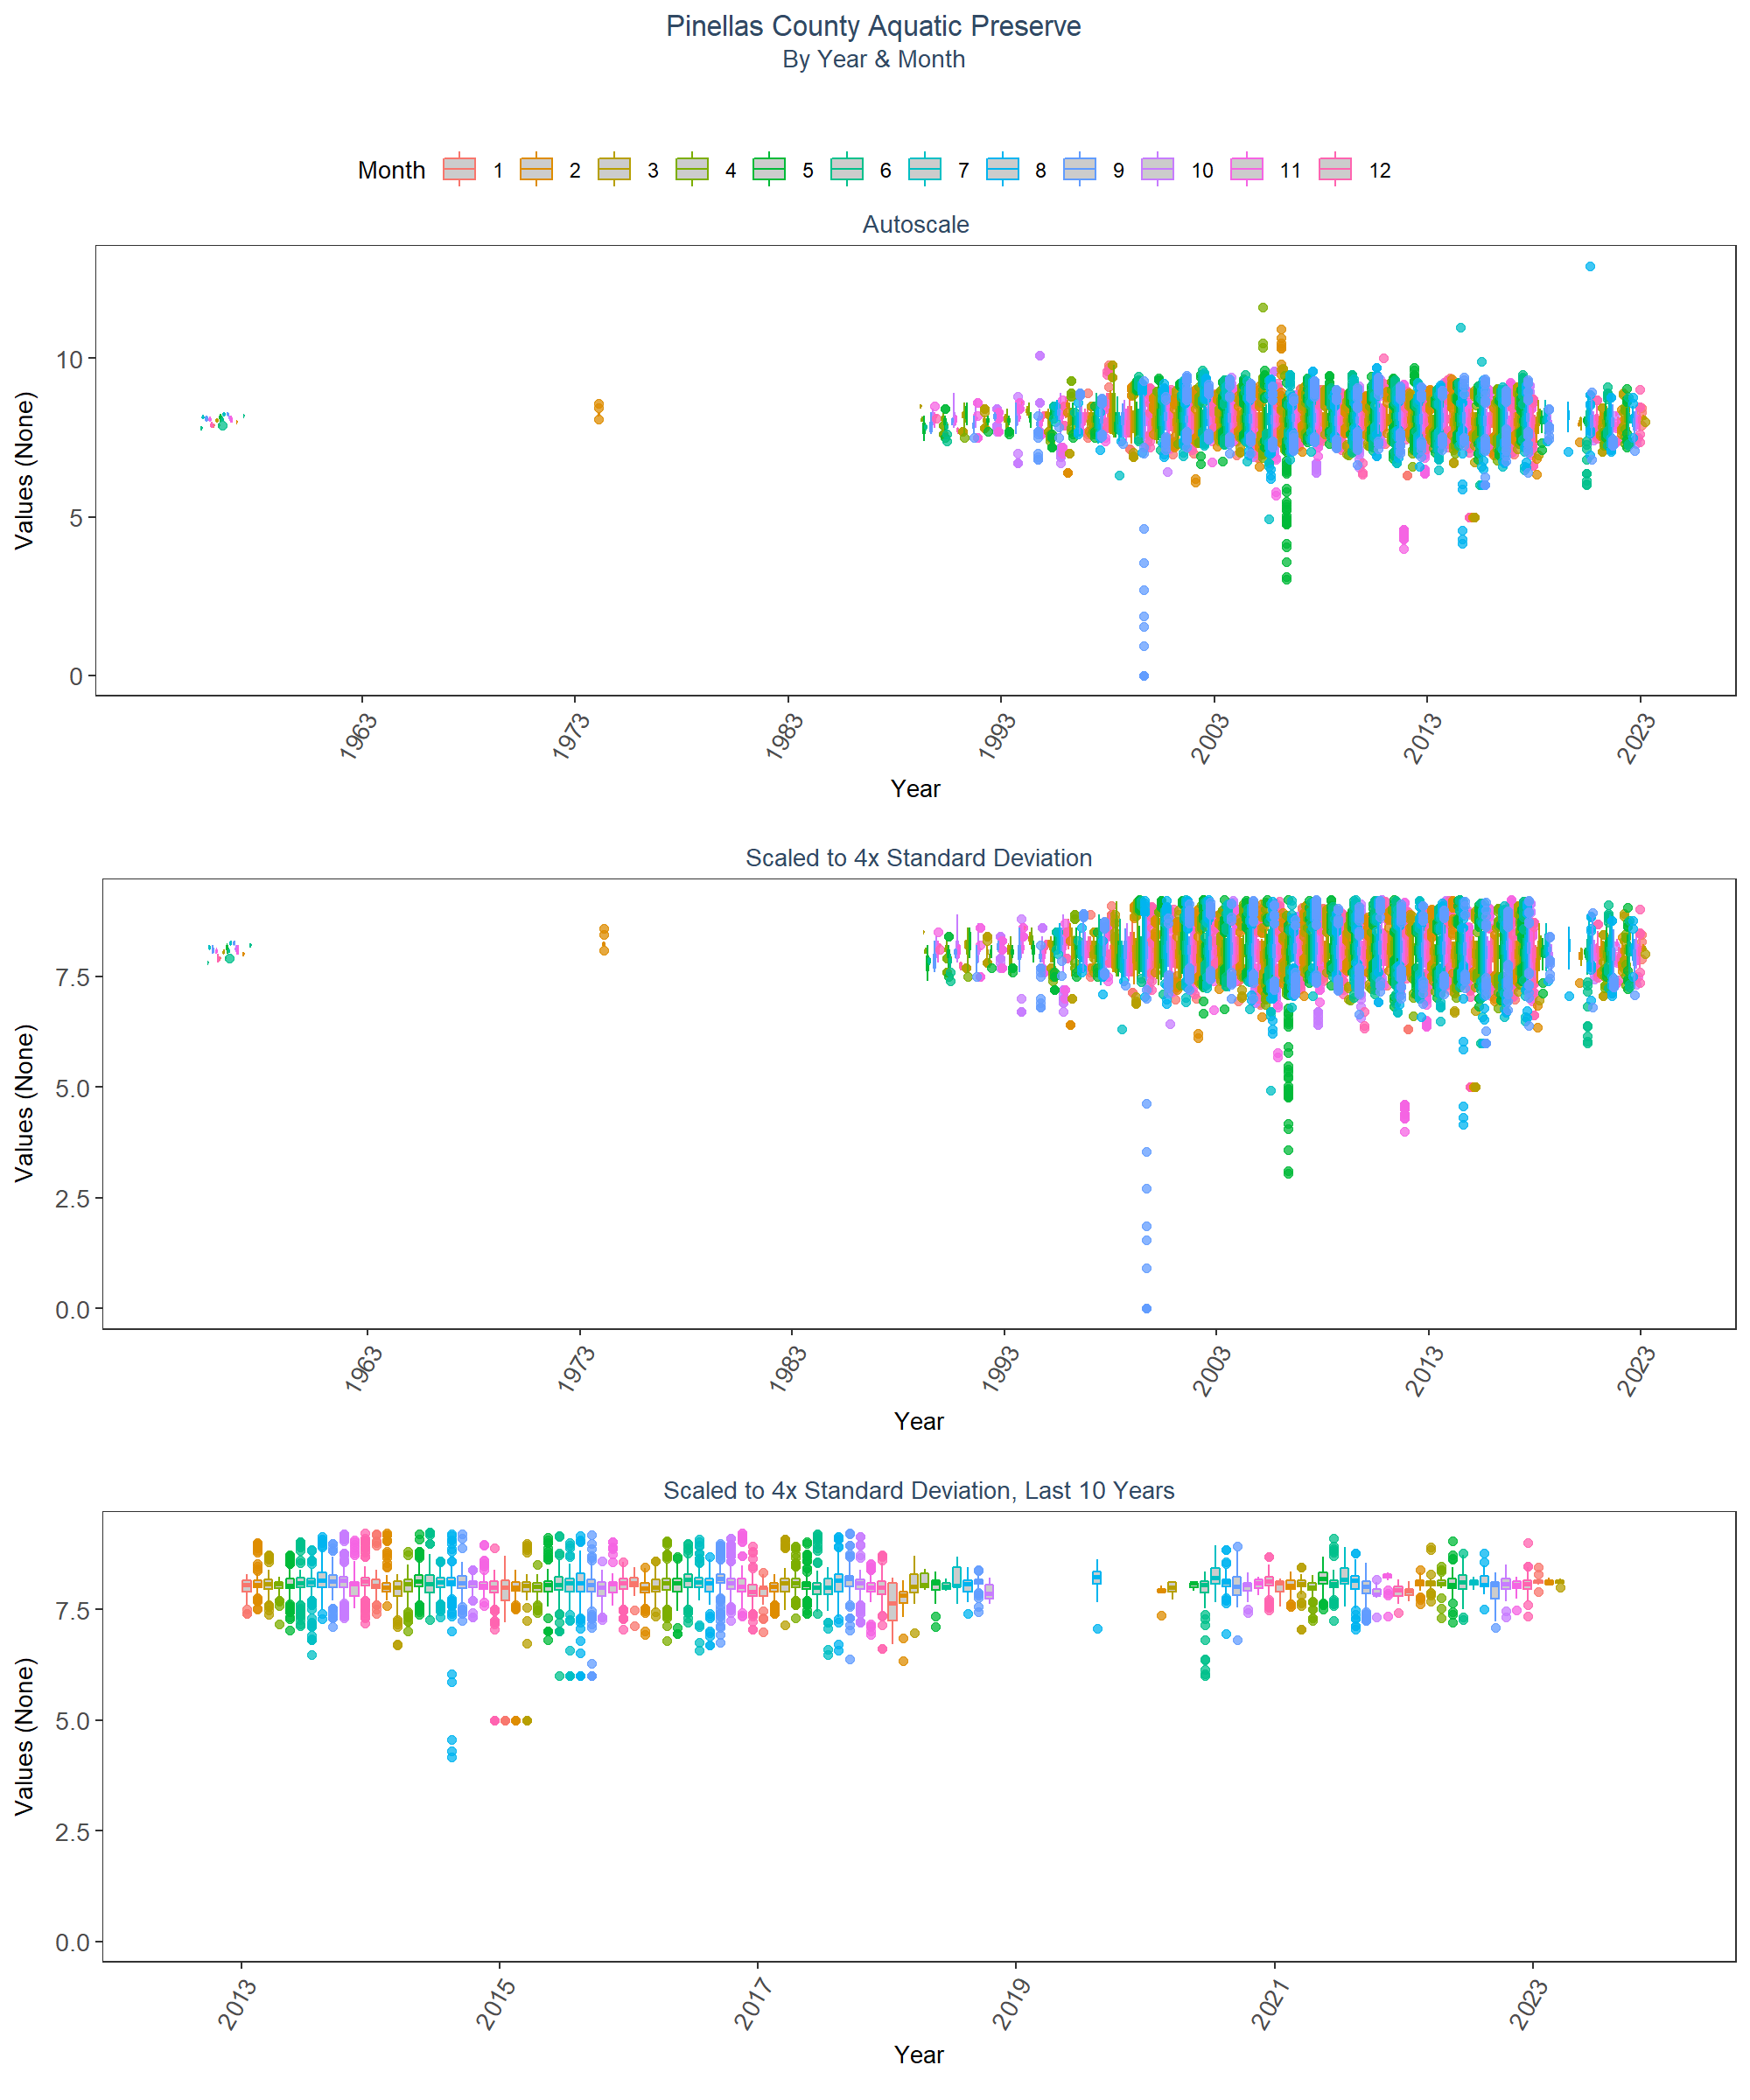 Pinellas County Aquatic Preserve
By Year & Month
Month 1 2 3 4 5 6 7 8 9 10 11 12
Autoscale
Values (None)
10
5
0
1963 1973 1983 1993 2003 2013 2023
Year
Scaled to 4x Standard Deviation
Values (None)
7.5
5.0
2.5
0.0
1963 1973 1983 1993 2003 2013 2023
Year
Scaled to 4x Standard Deviation, Last 10 Years
Values (None)
7.5
5.0
2.5
0.0
2013 2015 2017 2019 2021 2023
Year